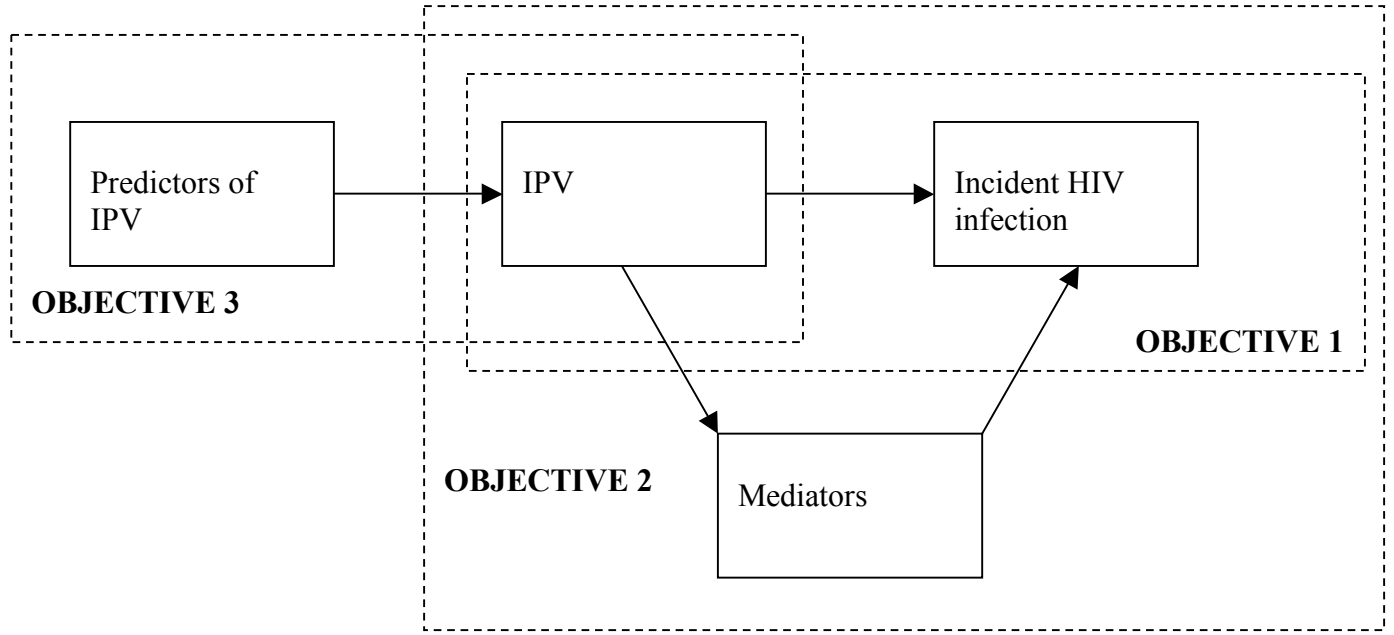 Predictors of
IPV
IPV
Incident HIV
infection
OBJECTIVE 3
OBJECTIVE 1
OBJECTIVE 2
Mediators